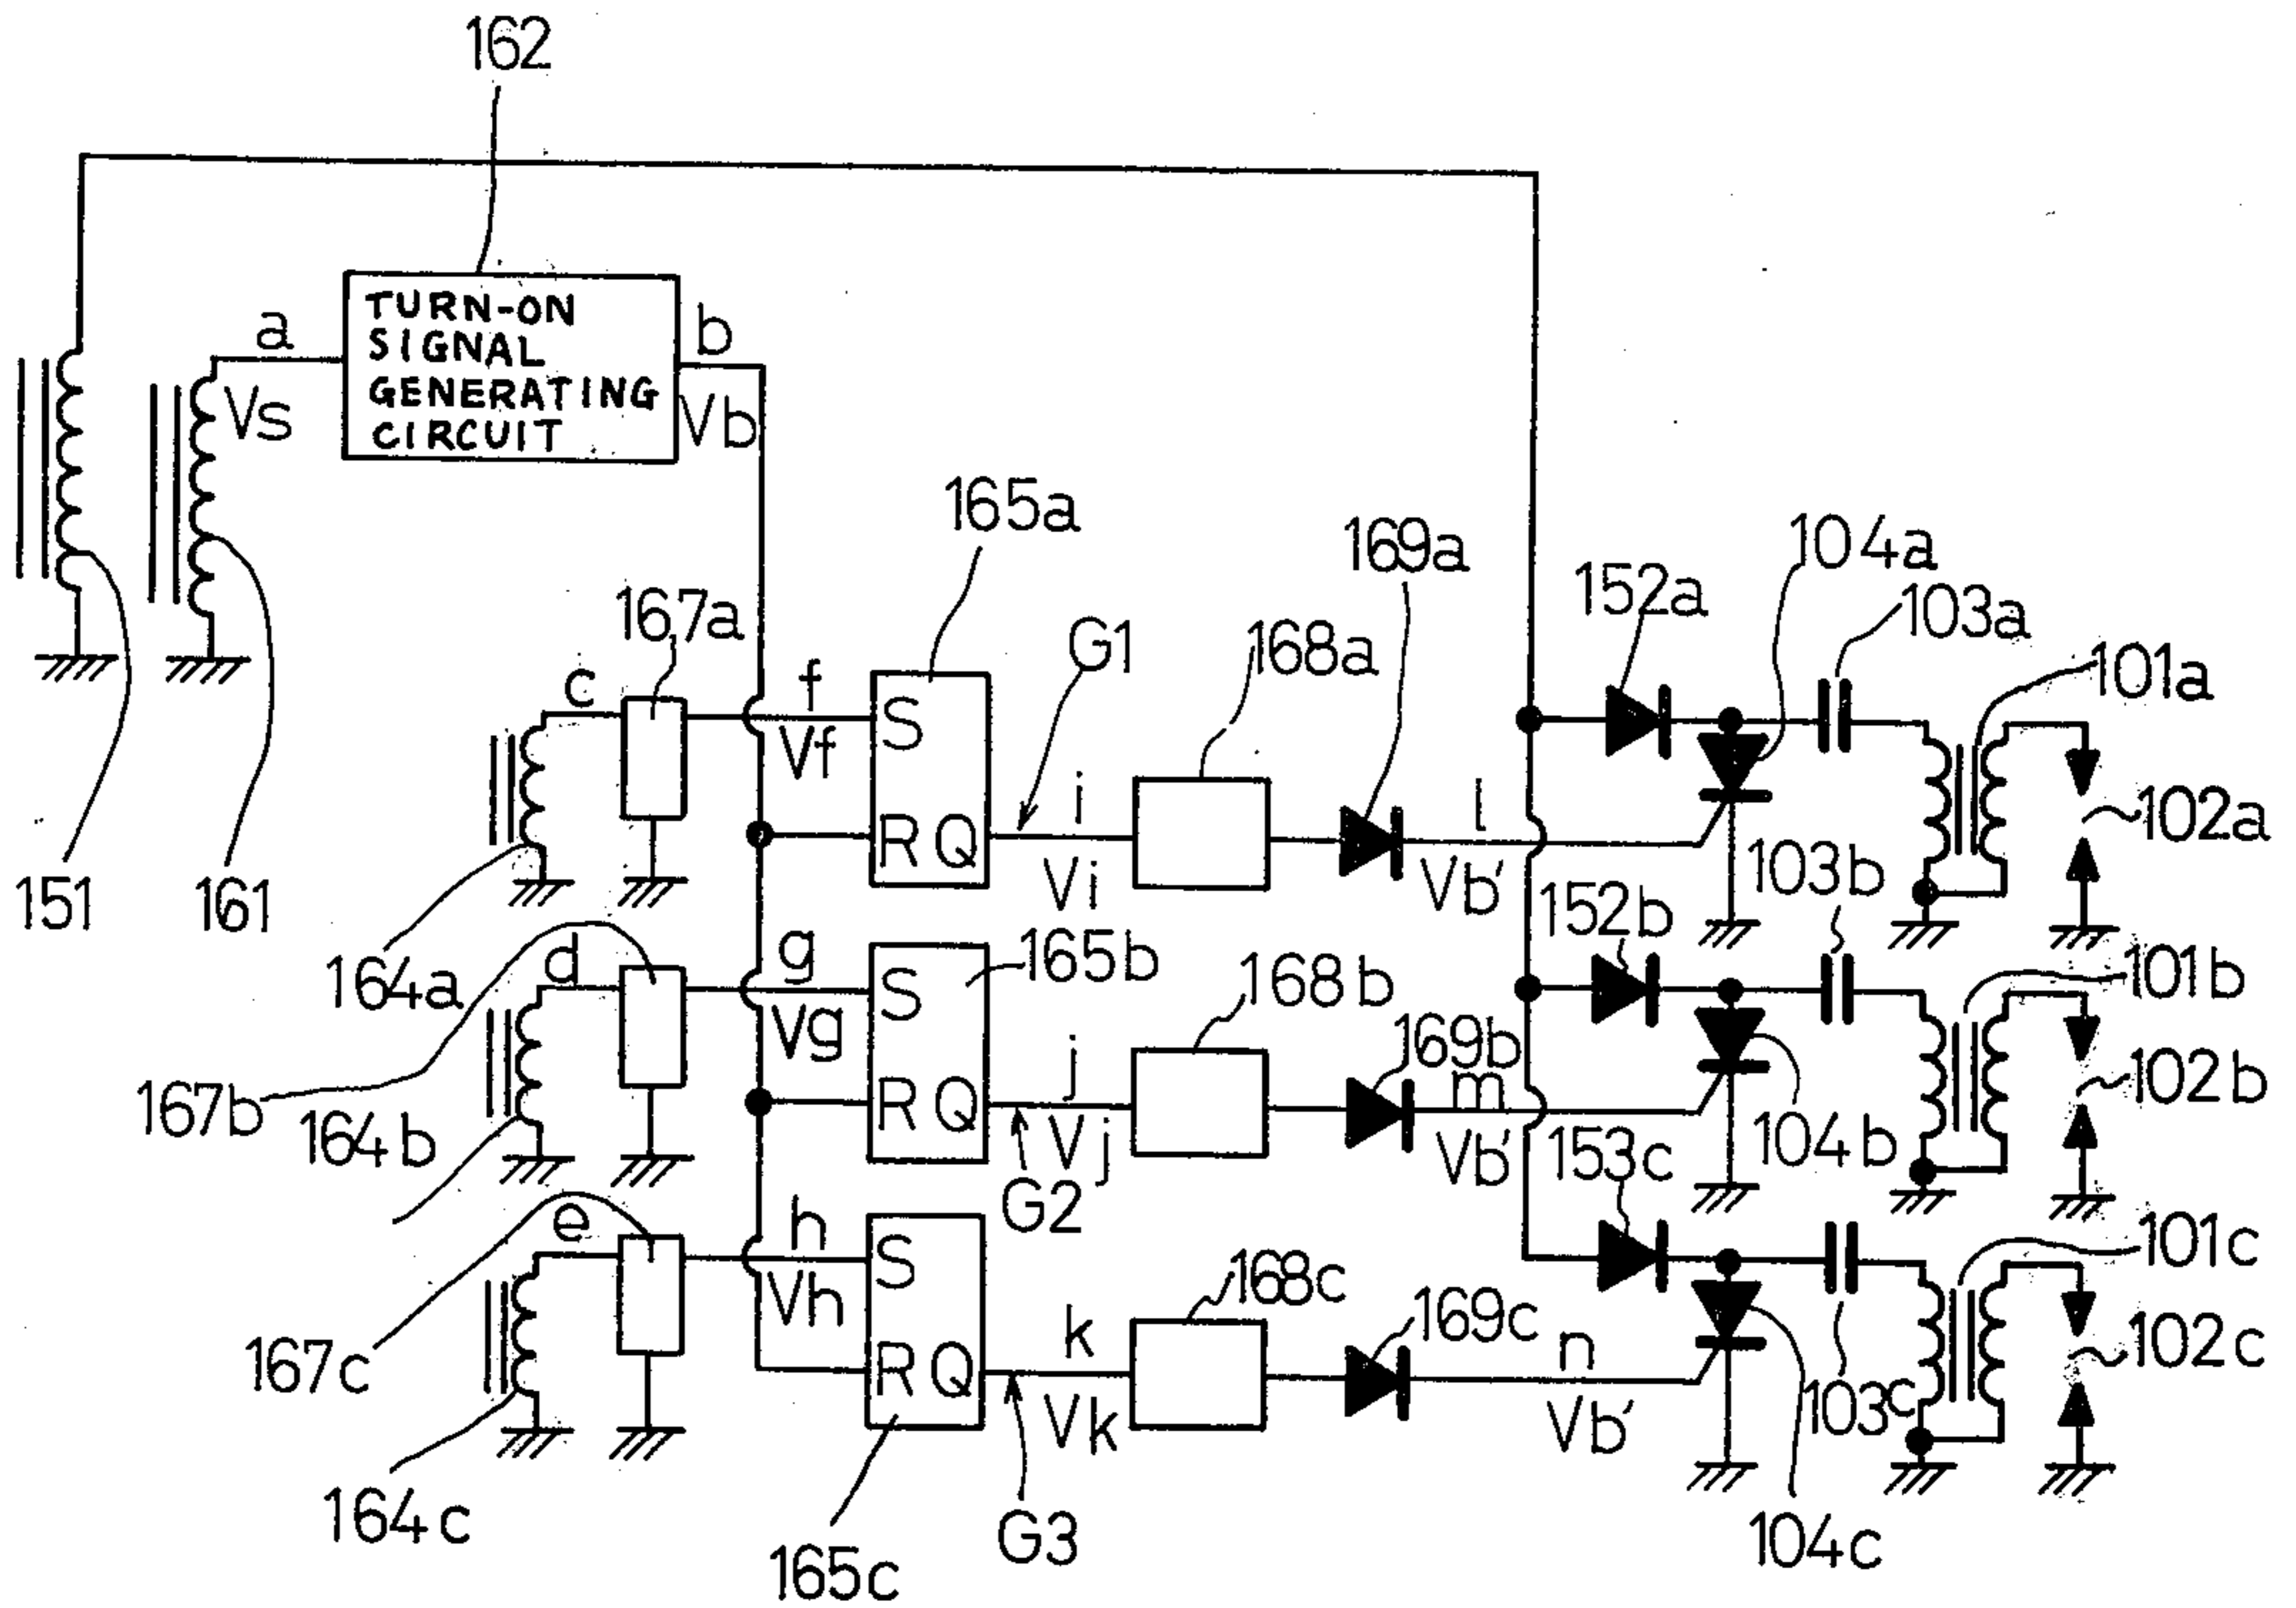 162
TURN-ON
SIGNAL
GENERATING
CIRCUIT
a
Vs
b
Vb
151
161
165a
169a
104a
152a
103a
167a
G1
168a
101a
c
f
Vf
S
R Q
i
Vi
l
Vb'
102a
103b
152b
164a
d
g
Vg
S
R Q
165b
168b
101b
j
Vj
169b
m
Vb'
102b
167b
164b
G2
153c
104b
e
h
Vh
S
R Q
168c
101c
k
Vk
169c
n
Vb'
102c
167c
103c
164c
165c
G3
104c